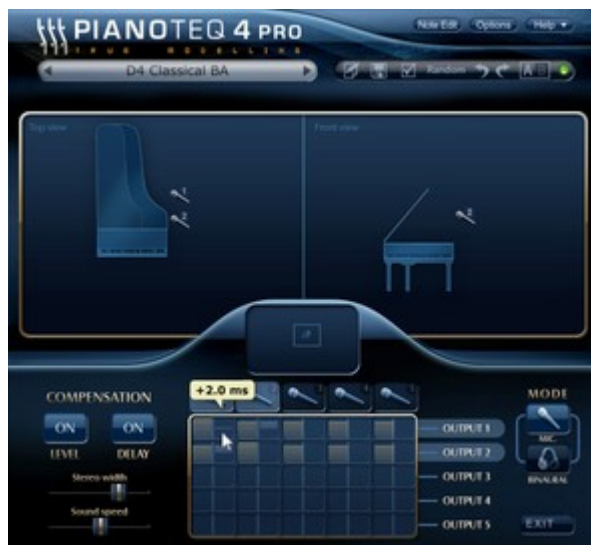 PIANOTEQ 4 PRO
TRUE MODELLING
Note Edit Options Help
D4 Classical BA
Random A B
Top view
Front view
1
2
+2.0 ms
COMPENSATION
MODE
ON ON
LEVEL DELAY
OUTPUT 1
OUTPUT 2
OUTPUT 3
OUTPUT 4
OUTPUT 5
MIC.
BINAURAL
Stereo width
Sound speed
EXIT